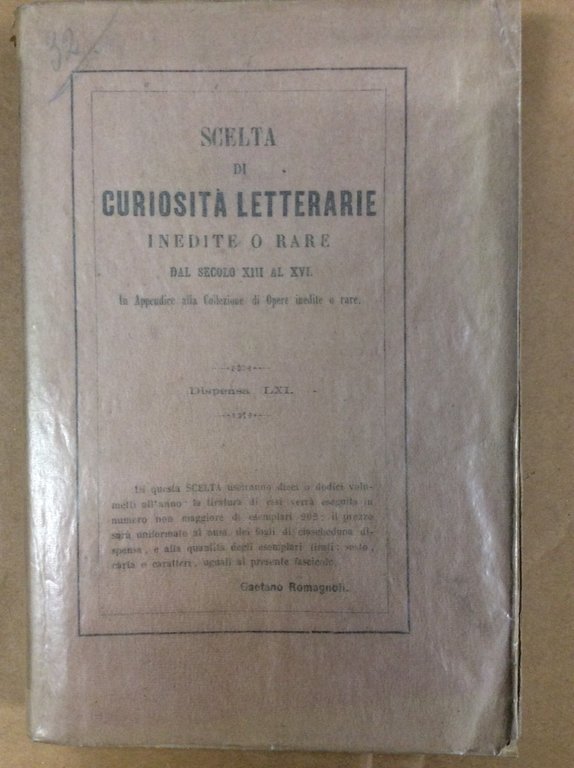 32
SCELTA
DI
CURIOSITÀ LETTERARIE
INEDITE O RARE
DAL SECOLO XIII AL XVI.
In Appendice alla Collezione di Opere inedite o rare.
Dispensa LXI.
Di questa SCELTA usciranno dieci o dodici volu-
metti all'anno: la tiratura di essi verrà eseguita in
numero non maggiore di esemplari 202: il prezzo
sarà uniformato al num. dei fogli di ciascheduna di-
spensa, e alla quantità degli esemplari tirati: sesto,
carta e caratteri, uguali al presente fascicolo.
Gaetano Romagnoli.